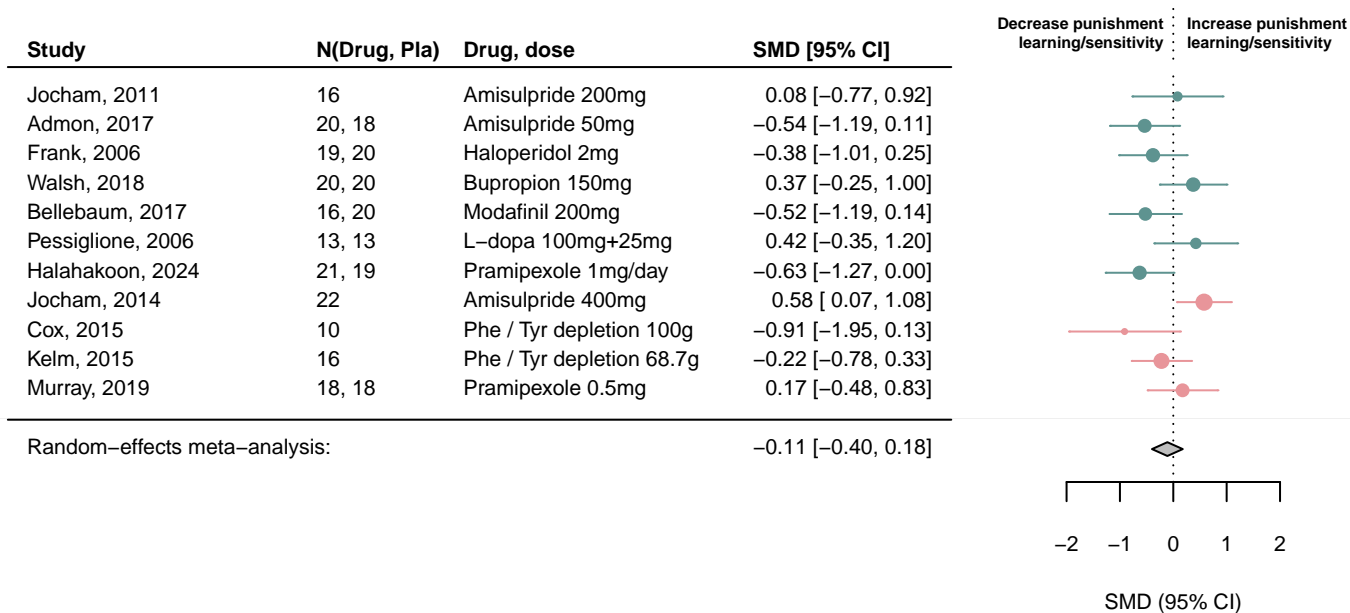 Decrease punishment learning/sensitivity
Increase punishment learning/sensitivity
Study N(Drug, Pla) Drug, dose SMD [95% CI]
Jocham, 2011 16 Amisulpride 200mg 0.08 [−0.77, 0.92]
Admon, 2017 20, 18 Amisulpride 50mg −0.54 [−1.19, 0.11]
Frank, 2006 19, 20 Haloperidol 2mg −0.38 [−1.01, 0.25]
Walsh, 2018 20, 20 Bupropion 150mg 0.37 [−0.25, 1.00]
Bellebaum, 2017 16, 20 Modafinil 200mg −0.52 [−1.19, 0.14]
Pessiglione, 2006 13, 13 L−dopa 100mg+25mg 0.42 [−0.35, 1.20]
Halahakoon, 2024 21, 19 Pramipexole 1mg/day −0.63 [−1.27, 0.00]
Jocham, 2014 22 Amisulpride 400mg 0.58 [ 0.07, 1.08]
Cox, 2015 10 Phe / Tyr depletion 100g −0.91 [−1.95, 0.13]
Kelm, 2015 16 Phe / Tyr depletion 68.7g −0.22 [−0.78, 0.33]
Murray, 2019 18, 18 Pramipexole 0.5mg 0.17 [−0.48, 0.83]
Random−effects meta−analysis: −0.11 [−0.40, 0.18]
−2 −1 0 1 2
SMD (95% CI)